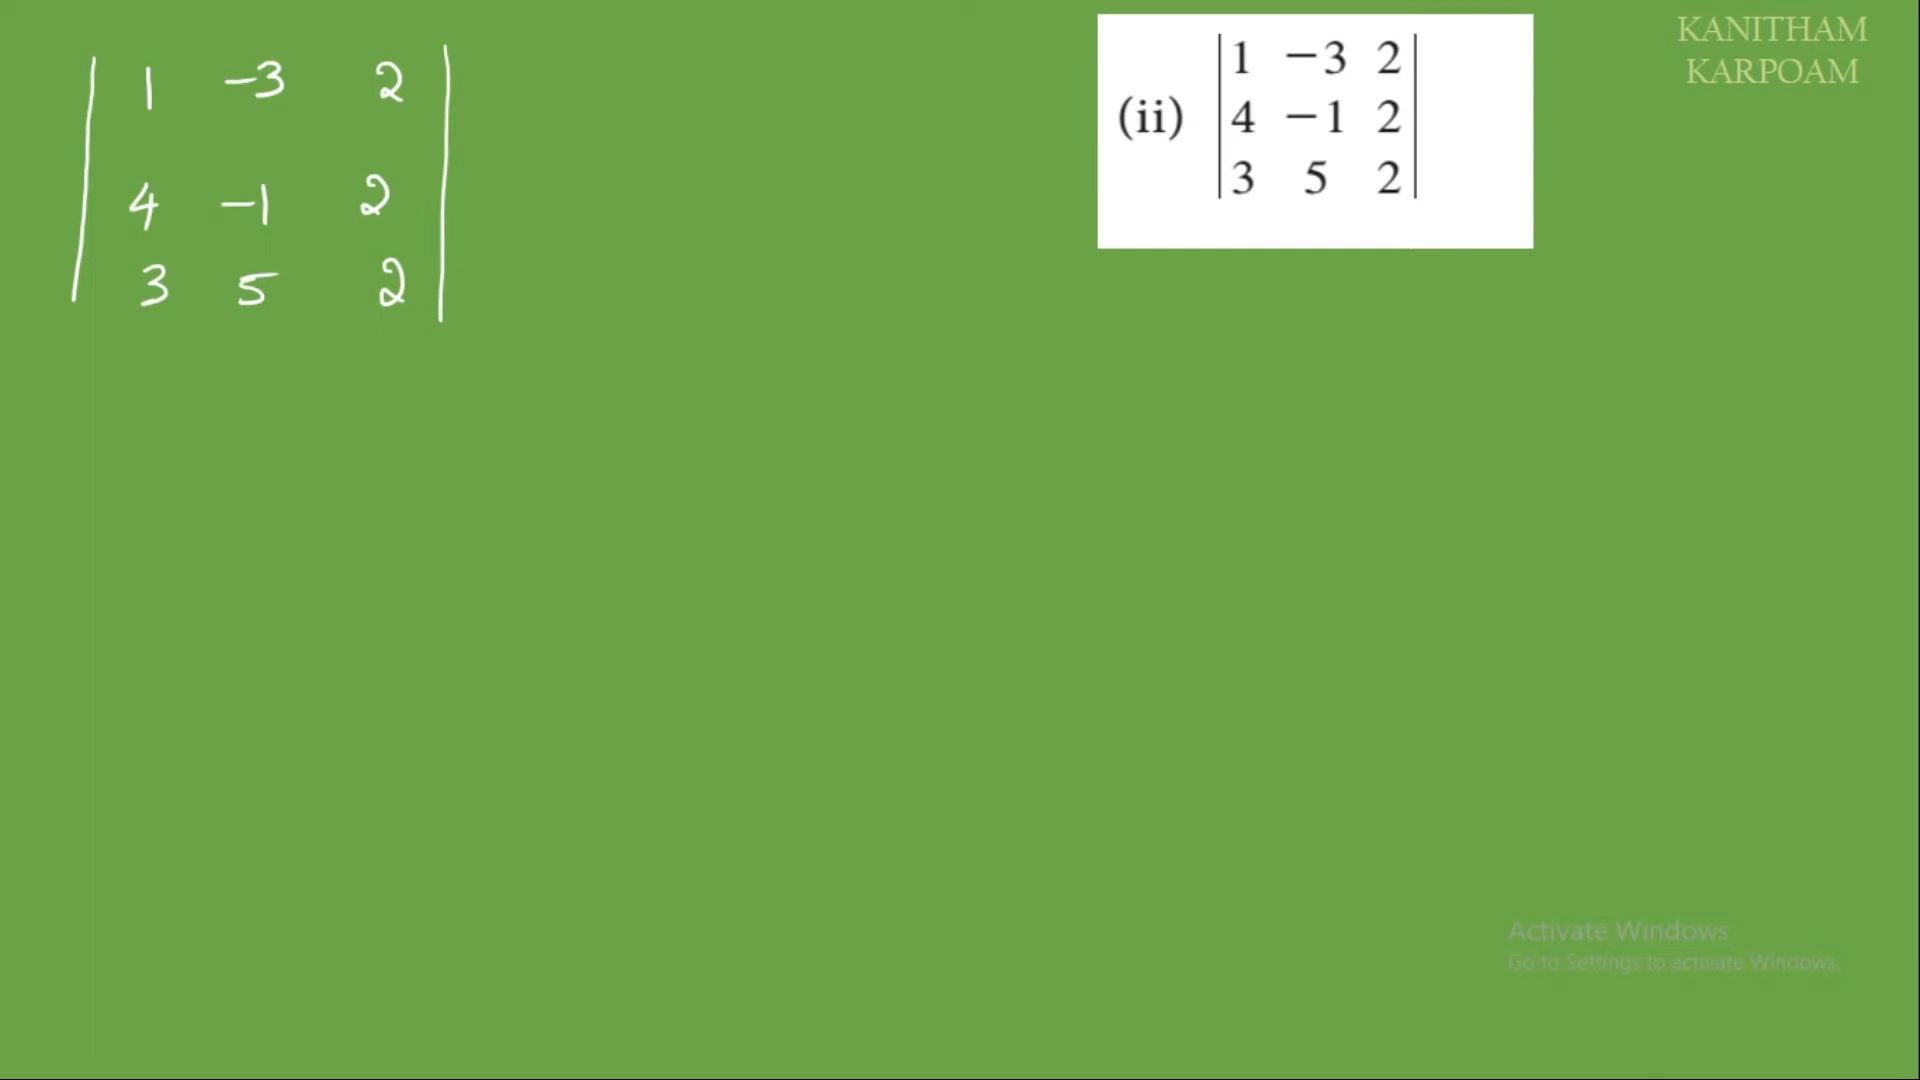 1 -3 2
4 -1 2
3 5 2
(ii)
1 −3 2
4 −1 2
3 5 2
KANITHAM
KARPOAM
Activate Windows
Go to Settings to activate Windows.